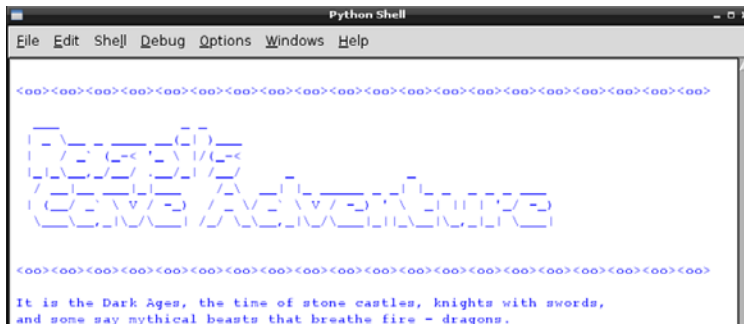 Python Shell
File Edit Shell Debug Options Windows Help
<oo><oo><oo><oo><oo><oo><oo><oo><oo><oo><oo><oo><oo><oo><oo><oo><oo><oo><oo><oo>
Raspi's
Cave Adventure
<oo><oo><oo><oo><oo><oo><oo><oo><oo><oo><oo><oo><oo><oo><oo><oo><oo><oo><oo><oo>
It is the Dark Ages, the time of stone castles, knights with swords,
and some say mythical beasts that breathe fire - dragons.